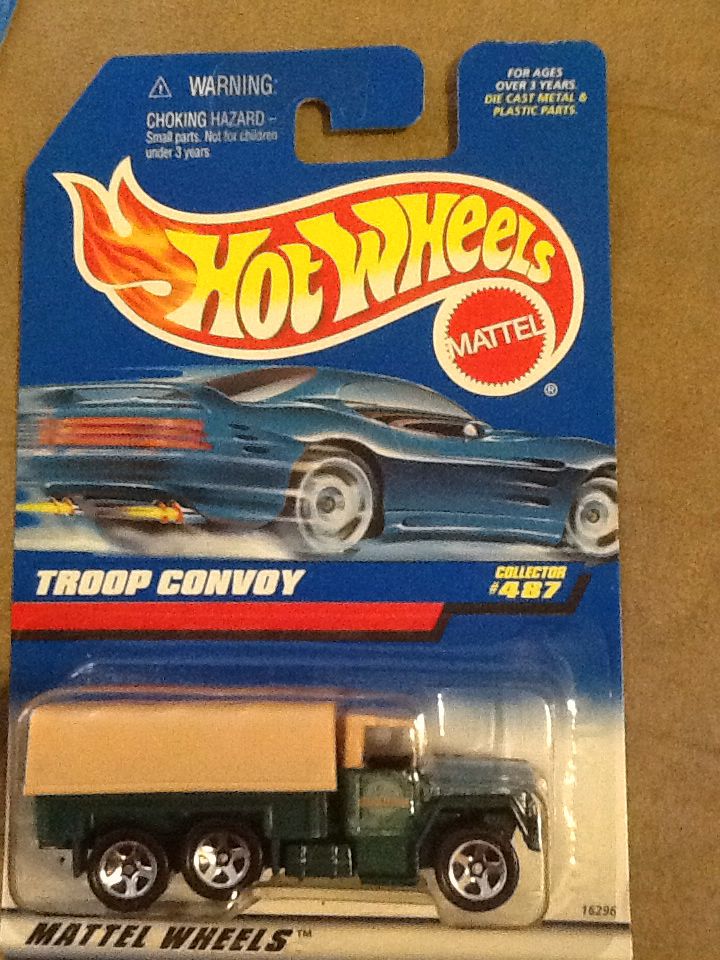 ⚠ WARNING:
CHOKING HAZARD –
Small parts. Not for children
under 3 years.
FOR AGES
OVER 3 YEARS.
DIE CAST METAL &
PLASTIC PARTS.
HOT WHEELS
MATTEL
®
TROOP CONVOY
COLLECTOR
#487
16296
MATTEL WHEELS™